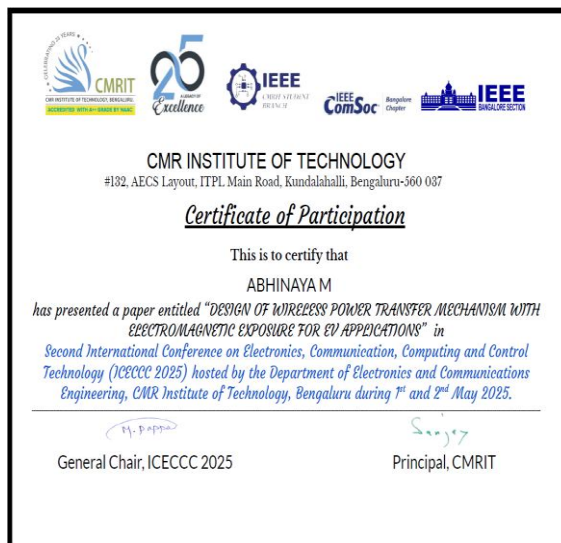 CELEBRATING 25 YEARS
CMRIT
CMR INSTITUTE OF TECHNOLOGY, BENGALURU.
ACCREDITED WITH A++ GRADE BY NAAC
25
A LEGACY OF
Excellence
IEEE
CMRIT STUDENT
BRANCH
IEEE
ComSoc
Bangalore
Chapter
IEEE
BANGALORE SECTION
CMR INSTITUTE OF TECHNOLOGY
#132, AECS Layout, ITPL Main Road, Kundalahalli, Bengaluru-560 037
Certificate of Participation
This is to certify that
ABHINAYA M
has presented a paper entitled “DESIGN OF WIRELESS POWER TRANSFER MECHANISM WITH
ELECTROMAGNETIC EXPOSURE FOR EV APPLICATIONS” in
Second International Conference on Electronics, Communication, Computing and Control
Technology (ICECCC 2025) hosted by the Department of Electronics and Communications
Engineering, CMR Institute of Technology, Bengaluru during 1st and 2nd May 2025.
M. Pappa
Sanjay
General Chair, ICECCC 2025
Principal, CMRIT